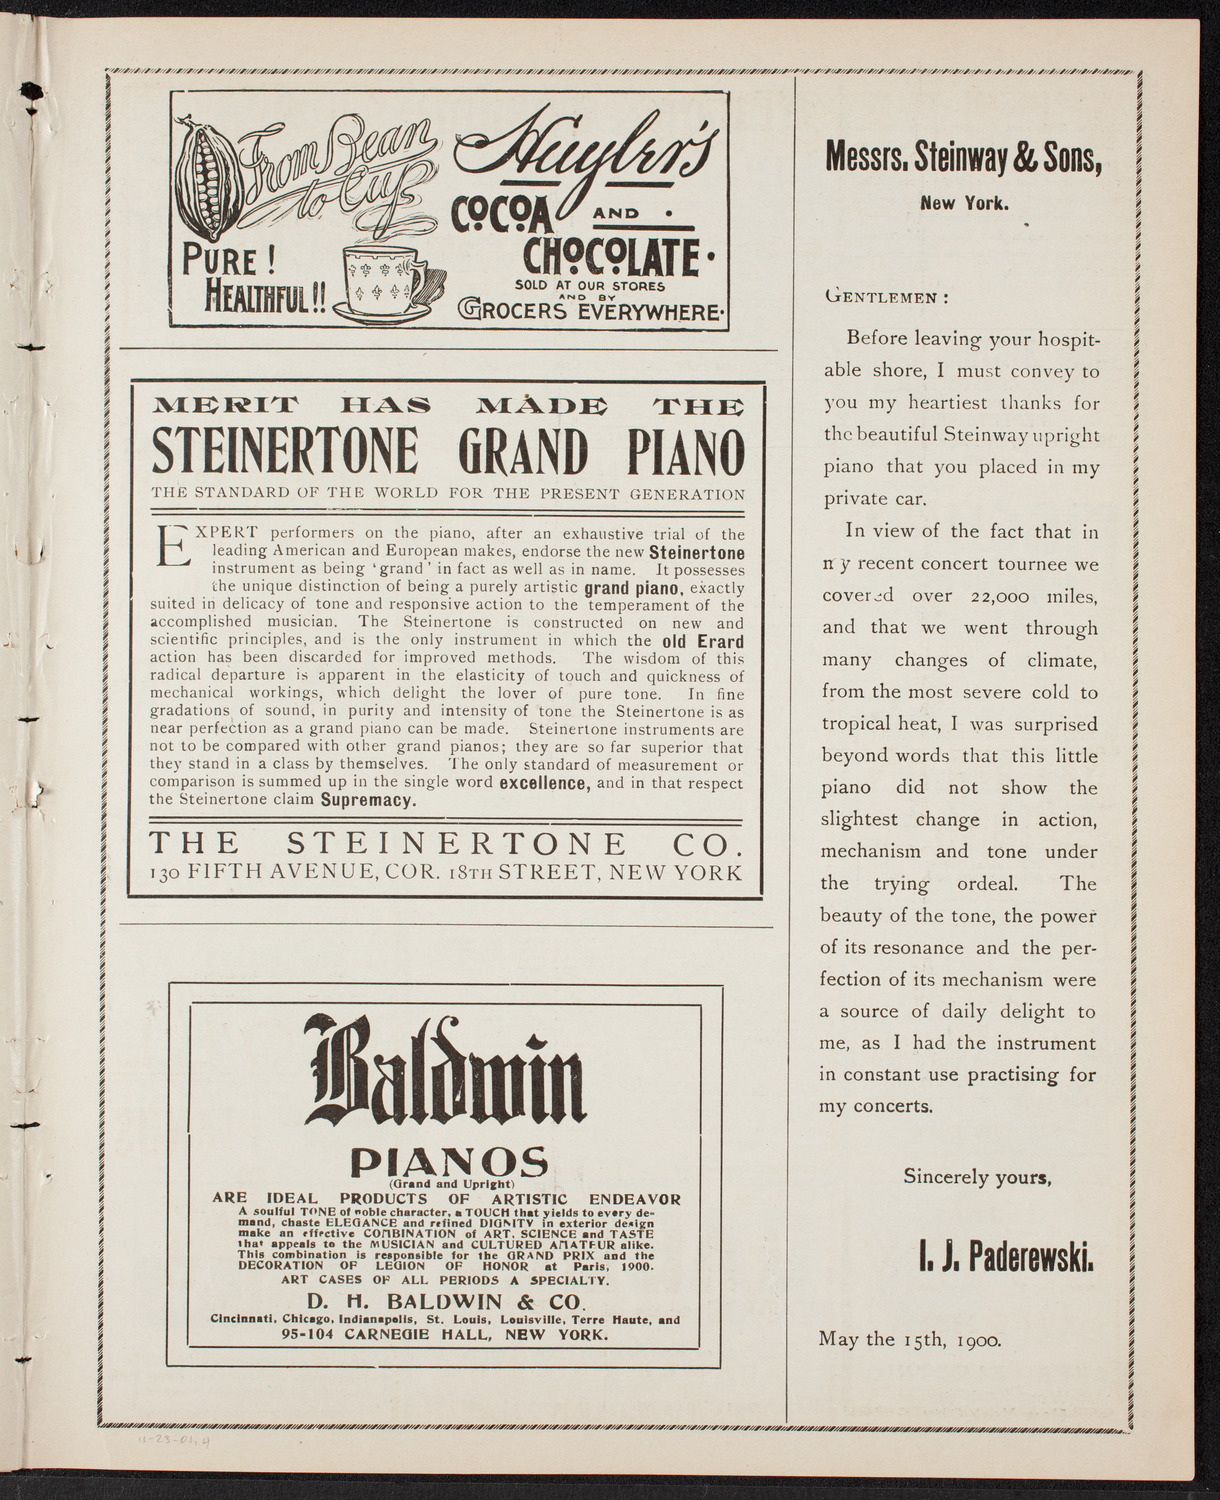 From Bean
to Cup
PURE!
HEALTHFUL!!
Huyler's
COCOA AND
CHOCOLATE
SOLD AT OUR STORES
AND BY
GROCERS EVERYWHERE
MERIT HAS MADE THE
STEINERTONE GRAND PIANO
THE STANDARD OF THE WORLD FOR THE PRESENT GENERATION
EXPERT performers on the piano, after an exhaustive trial of the
leading American and European makes, endorse the new Steinertone
instrument as being 'grand' in fact as well as in name. It possesses
the unique distinction of being a purely artistic grand piano, exactly
suited in delicacy of tone and responsive action to the temperament of the
accomplished musician. The Steinertone is constructed on new and
scientific principles, and is the only instrument in which the old Erard
action has been discarded for improved methods. The wisdom of this
radical departure is apparent in the elasticity of touch and quickness of
mechanical workings, which delight the lover of pure tone. In fine
gradations of sound, in purity and intensity of tone the Steinertone is as
near perfection as a grand piano can be made. Steinertone instruments are
not to be compared with other grand pianos; they are so far superior that
they stand in a class by themselves. The only standard of measurement or
comparison is summed up in the single word excellence, and in that respect
the Steinertone claim Supremacy.
THE STEINERTONE CO.
130 FIFTH AVENUE, COR. 18TH STREET, NEW YORK
Baldwin
PIANOS
(Grand and Upright)
ARE IDEAL PRODUCTS OF ARTISTIC ENDEAVOR
A soulful TONE of noble character, a TOUCH that yields to every de-
mand, chaste ELEGANCE and refined DIGNITY in exterior design
make an effective COMBINATION of ART, SCIENCE and TASTE
that appeals to the MUSICIAN and CULTURED AMATEUR alike.
This combination is responsible for the GRAND PRIX and the
DECORATION OF LEGION OF HONOR at Paris, 1900.
ART CASES OF ALL PERIODS A SPECIALTY.
D. H. BALDWIN & CO.
Cincinnati, Chicago, Indianapolis, St. Louis, Louisville, Terre Haute, and
95-104 CARNEGIE HALL, NEW YORK.
Messrs. Steinway & Sons,
New York.
GENTLEMEN:
Before leaving your hospit-
able shore, I must convey to
you my heartiest thanks for
the beautiful Steinway upright
piano that you placed in my
private car.
In view of the fact that in
my recent concert tournee we
covered over 22,000 miles,
and that we went through
many changes of climate,
from the most severe cold to
tropical heat, I was surprised
beyond words that this little
piano did not show the
slightest change in action,
mechanism and tone under
the trying ordeal. The
beauty of the tone, the power
of its resonance and the per-
fection of its mechanism were
a source of daily delight to
me, as I had the instrument
in constant use practising for
my concerts.
Sincerely yours,
I. J. Paderewski.
May the 15th, 1900.
11-23-01, 9